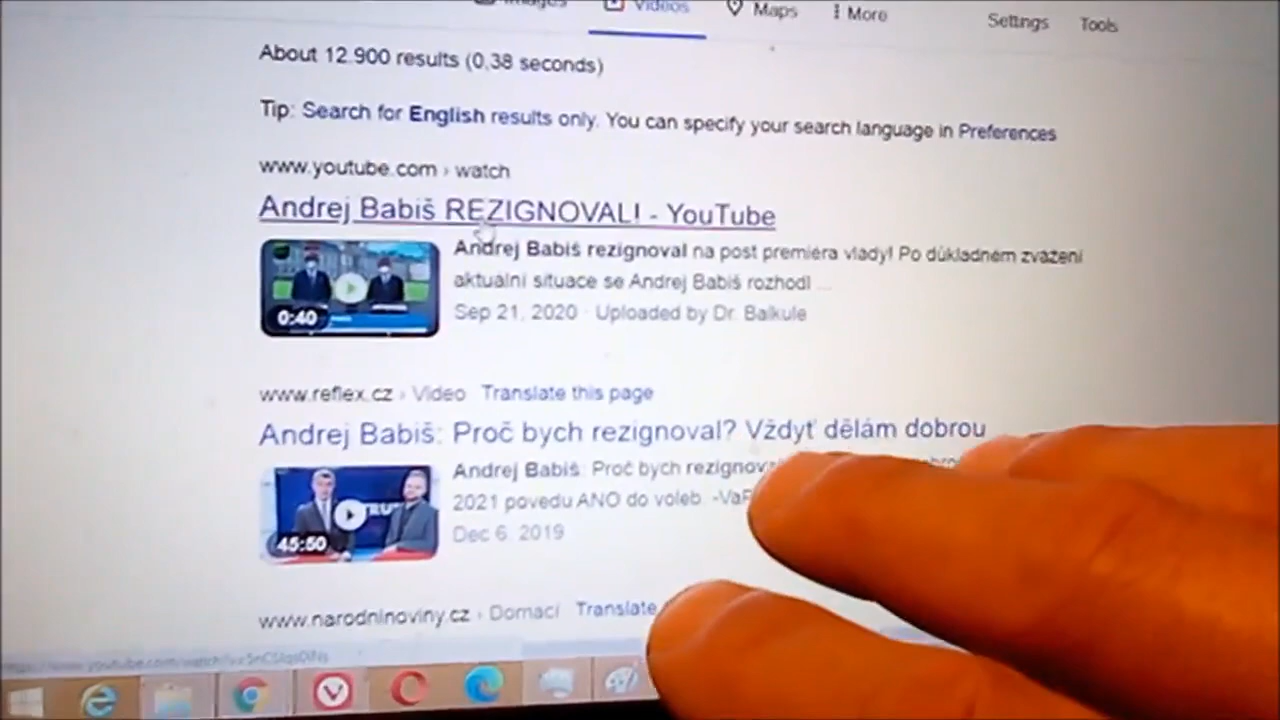 Images Videos Maps More Settings Tools
About 12.900 results (0,38 seconds)
Tip: Search for English results only. You can specify your search language in Preferences
www.youtube.com › watch
Andrej Babiš REZIGNOVAL! - YouTube
Andrej Babiš rezignoval na post premiéra vlády! Po důkladném zvážení
aktuální situace se Andrej Babiš rozhodl ...
0:40
Sep 21, 2020 · Uploaded by Dr. Balkule
www.reflex.cz › Video Translate this page
Andrej Babiš: Proč bych rezignoval? Vždyť dělám dobrou
Andrej Babiš: Proč bych
2021 povedu ANO do voleb.
Dec 6, 2019
45:50
www.narodninoviny.cz › Domácí Translate